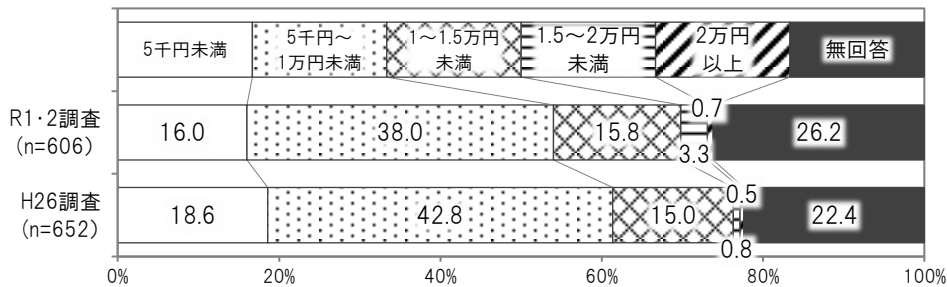 5千円未満
5千円～
1万円未満
1～1.5万円
未満
1.5～2万円
未満
2万円
以上
無回答
R1・2調査
(n=606)
16.0
38.0
15.8
3.3
0.7
26.2
H26調査
(n=652)
18.6
42.8
15.0
0.8
0.5
22.4
0%
20%
40%
60%
80%
100%